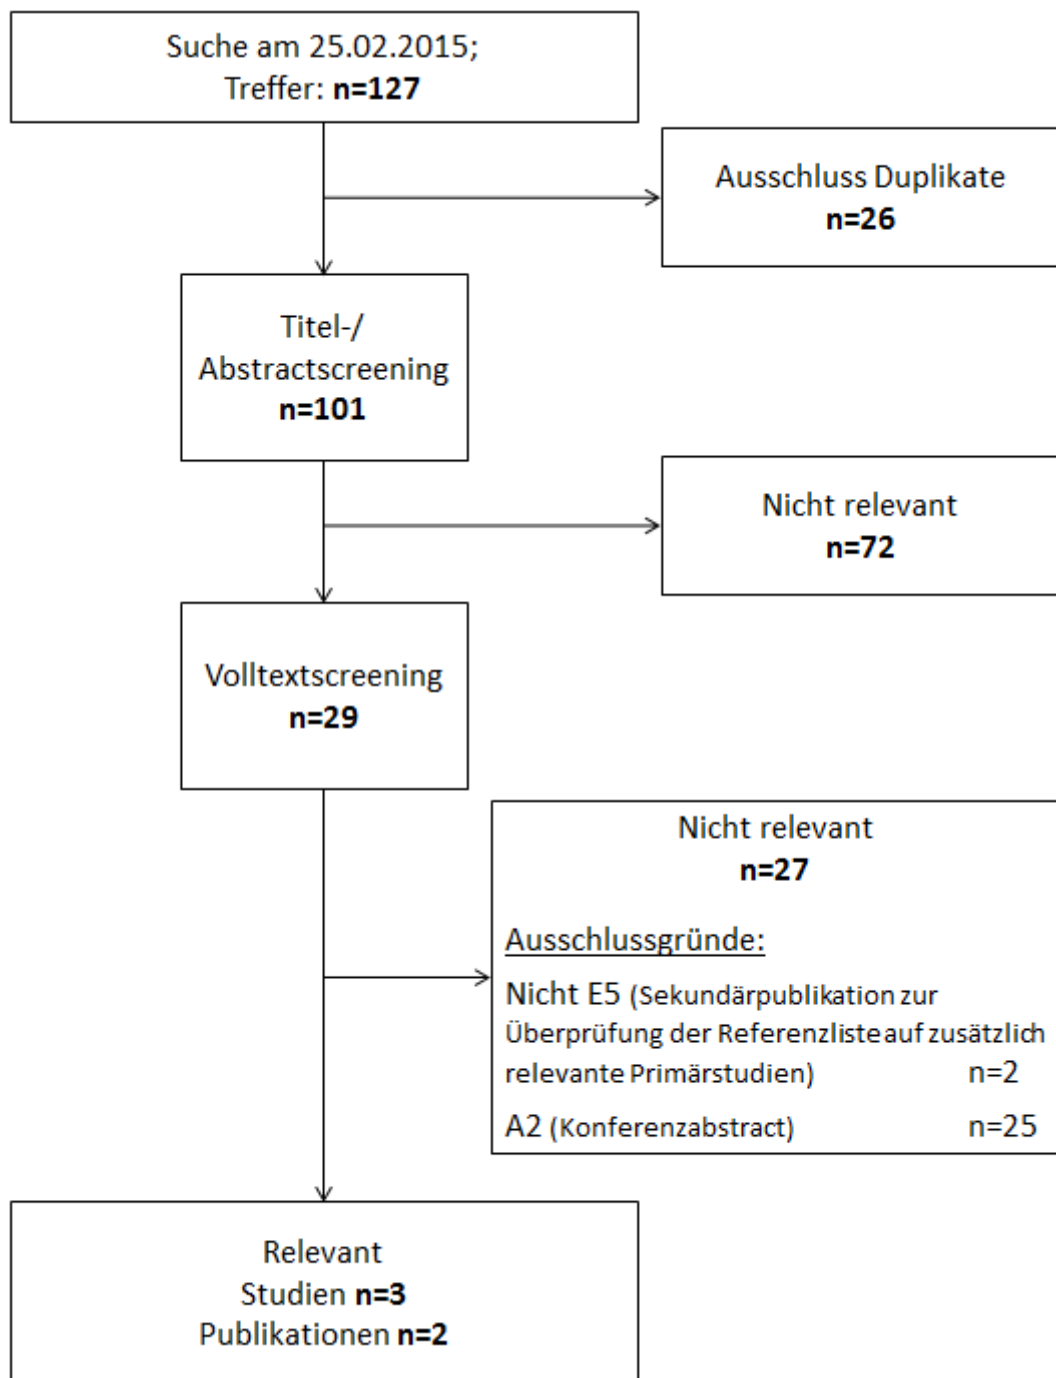 Suche am 25.02.2015;
Treffer: n=127
Ausschluss Duplikate
n=26
Titel-/
Abstractscreening
n=101
Nicht relevant
n=72
Volltextscreening
n=29
Nicht relevant
n=27
Ausschlussgründe:
Nicht E5 (Sekundärpublikation zur
Überprüfung der Referenzliste auf zusätzlich
relevante Primärstudien) n=2
A2 (Konferenzabstract) n=25
Relevant
Studien n=3
Publikationen n=2